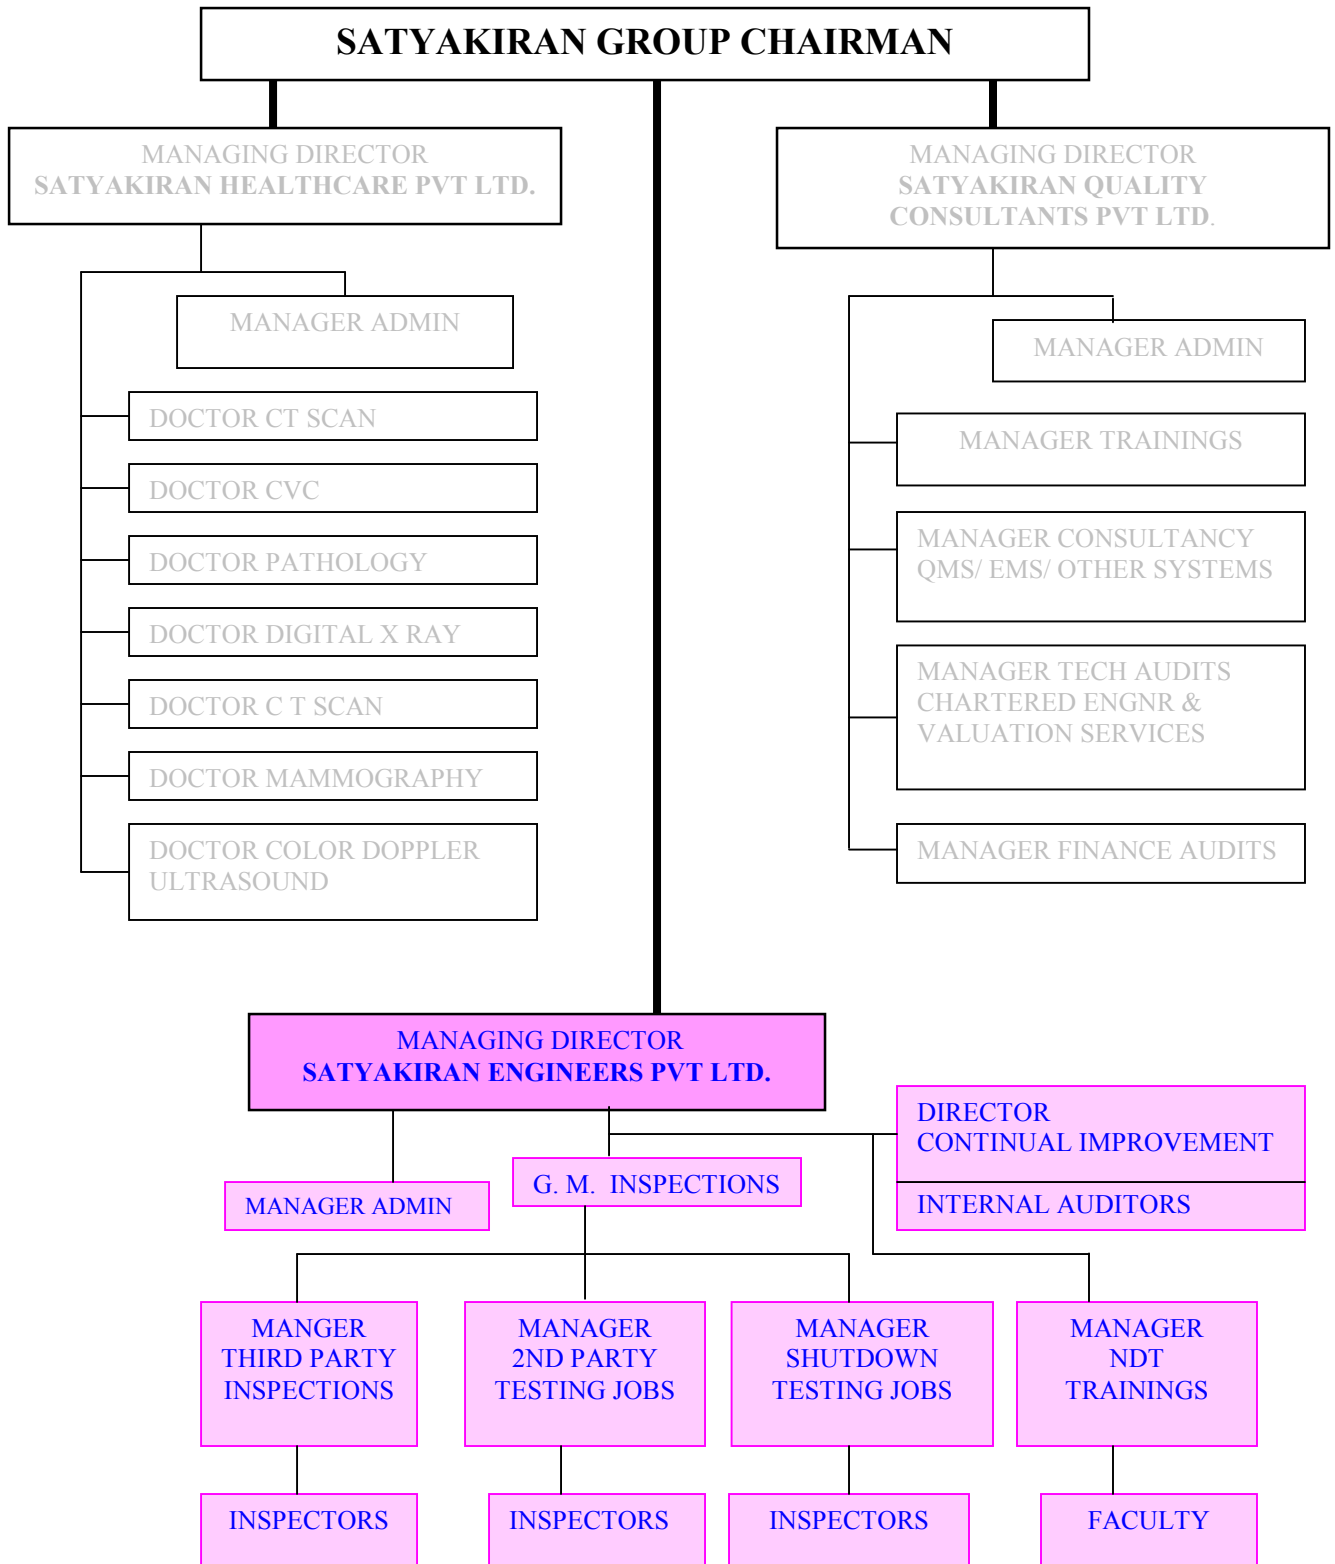 SATYAKIRAN GROUP CHAIRMAN
MANAGING DIRECTOR
SATYAKIRAN HEALTHCARE PVT LTD.
MANAGER ADMIN
DOCTOR CT SCAN
DOCTOR CVC
DOCTOR PATHOLOGY
DOCTOR DIGITAL X RAY
DOCTOR C T SCAN
DOCTOR MAMMOGRAPHY
DOCTOR COLOR DOPPLER
ULTRASOUND
MANAGING DIRECTOR
SATYAKIRAN QUALITY
CONSULTANTS PVT LTD.
MANAGER ADMIN
MANAGER TRAININGS
MANAGER CONSULTANCY
QMS/ EMS/ OTHER SYSTEMS
MANAGER TECH AUDITS
CHARTERED ENGNR &
VALUATION SERVICES
MANAGER FINANCE AUDITS
MANAGING DIRECTOR
SATYAKIRAN ENGINEERS PVT LTD.
DIRECTOR
CONTINUAL IMPROVEMENT
INTERNAL AUDITORS
MANAGER ADMIN
G. M. INSPECTIONS
MANGER
THIRD PARTY
INSPECTIONS
MANAGER
2ND PARTY
TESTING JOBS
MANAGER
SHUTDOWN
TESTING JOBS
MANAGER
NDT
TRAININGS
INSPECTORS
INSPECTORS
INSPECTORS
FACULTY